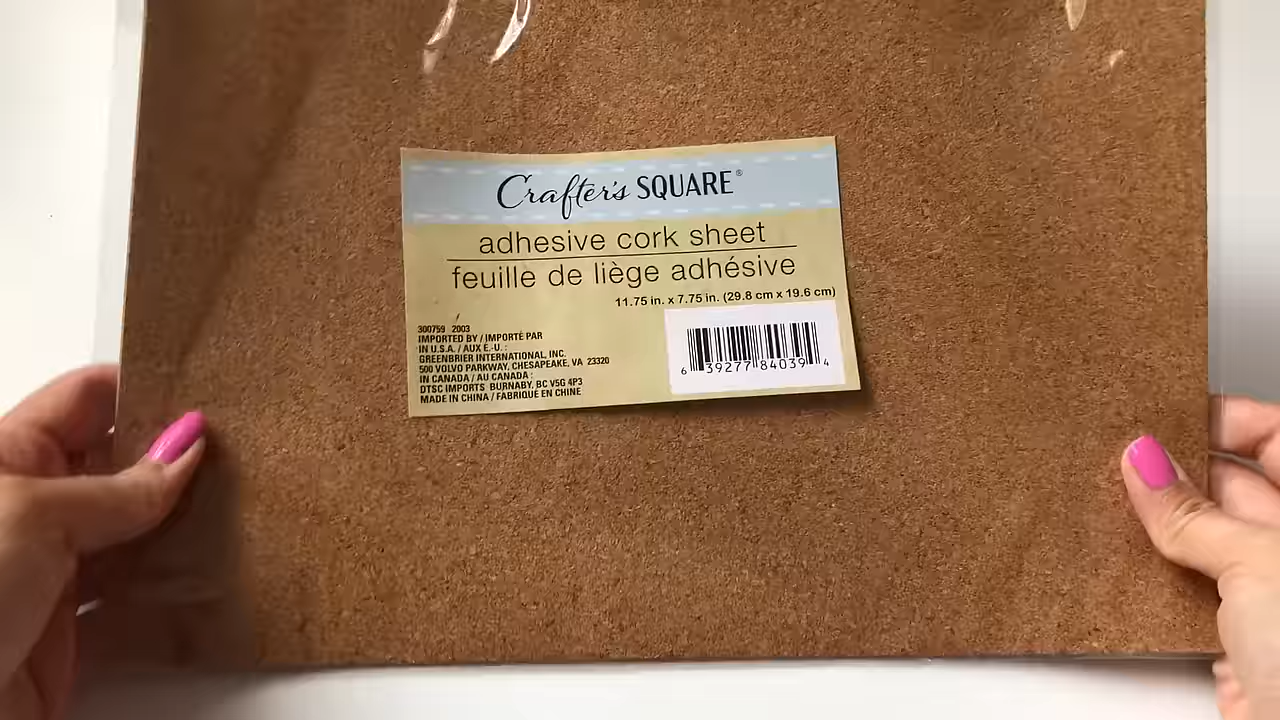 Crafter's SQUARE®
adhesive cork sheet
feuille de liège adhésive
11.75 in. x 7.75 in. (29.8 cm x 19.6 cm)
300759 2003
IMPORTED BY / IMPORTÉ PAR
IN U.S.A. / AUX E.-U. :
GREENBRIER INTERNATIONAL, INC.
500 VOLVO PARKWAY, CHESAPEAKE, VA 23320
IN CANADA / AU CANADA :
DTSC IMPORTS BURNABY, BC V5G 4P3
MADE IN CHINA / FABRIQUÉ EN CHINE
6 39277 84039 4